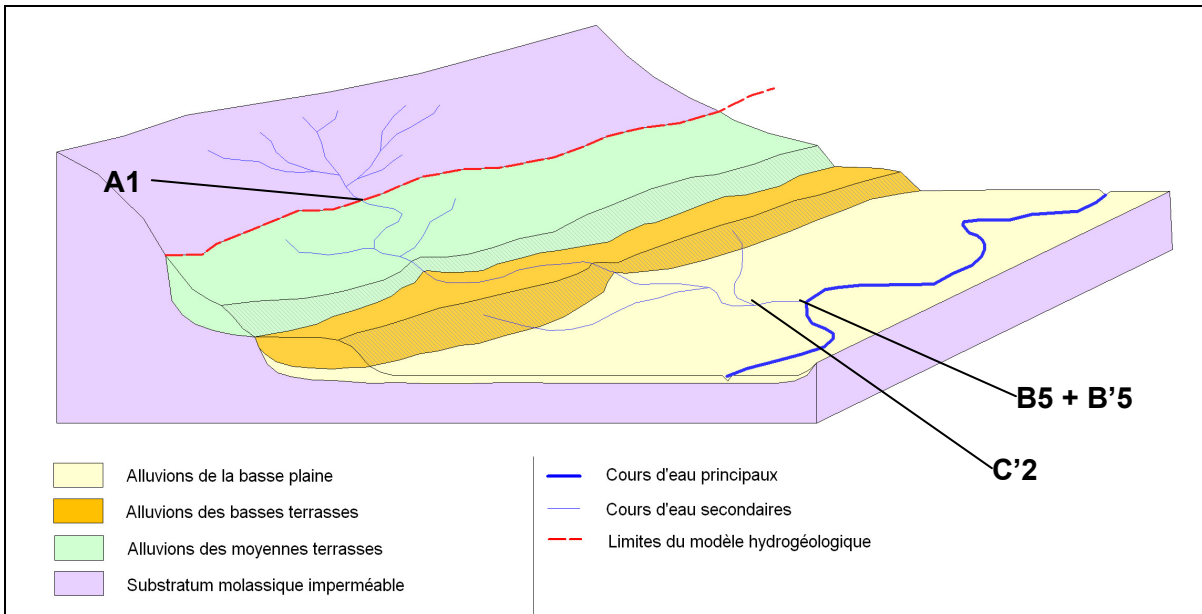 A1
B5 + B'5
C'2
Alluvions de la basse plaine
Alluvions des basses terrasses
Alluvions des moyennes terrasses
Substratum molassique imperméable
Cours d'eau principaux
Cours d'eau secondaires
Limites du modèle hydrogéologique